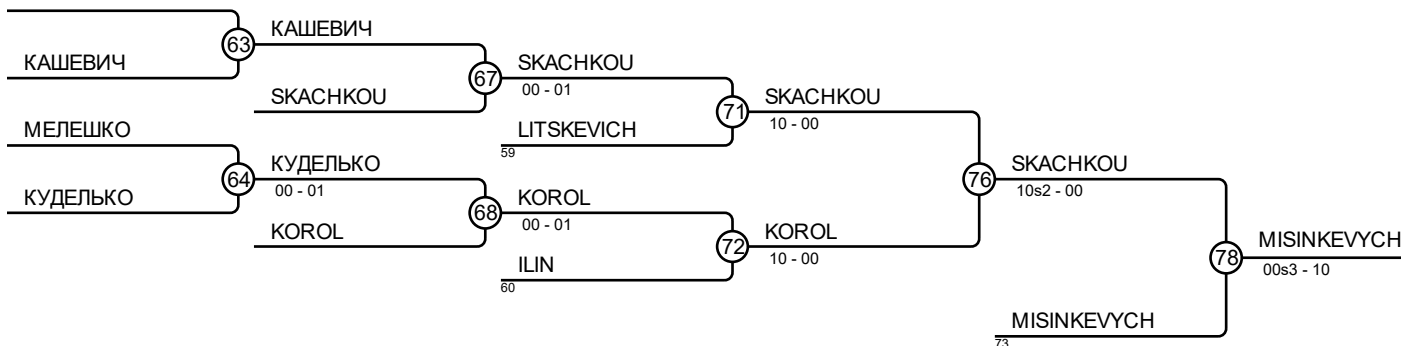 63
КАШЕВИЧ
КАШЕВИЧ
67
SKACHKOU
00 - 01
SKACHKOU
71
SKACHKOU
10 - 00
МЕЛЕШКО
LITSKEVICH
59
64
КУДЕЛЬКО
00 - 01
76
SKACHKOU
10s2 - 00
КУДЕЛЬКО
68
KOROL
00 - 01
KOROL
72
KOROL
10 - 00
78
MISINKEVYCH
00s3 - 10
ILIN
60
MISINKEVYCH
73